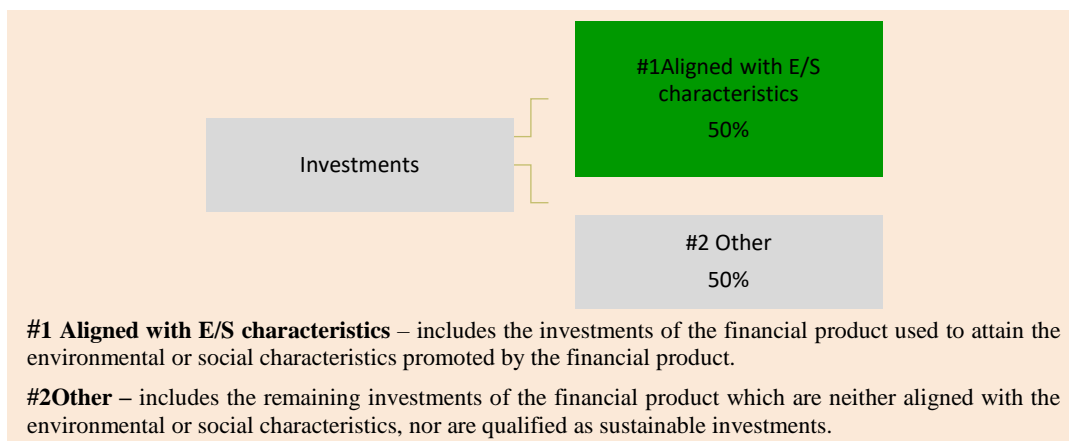 #1Aligned with E/S
characteristics
50%
Investments
#2 Other
50%
#1 Aligned with E/S characteristics – includes the investments of the financial product used to attain the
environmental or social characteristics promoted by the financial product.
#2Other – includes the remaining investments of the financial product which are neither aligned with the
environmental or social characteristics, nor are qualified as sustainable investments.